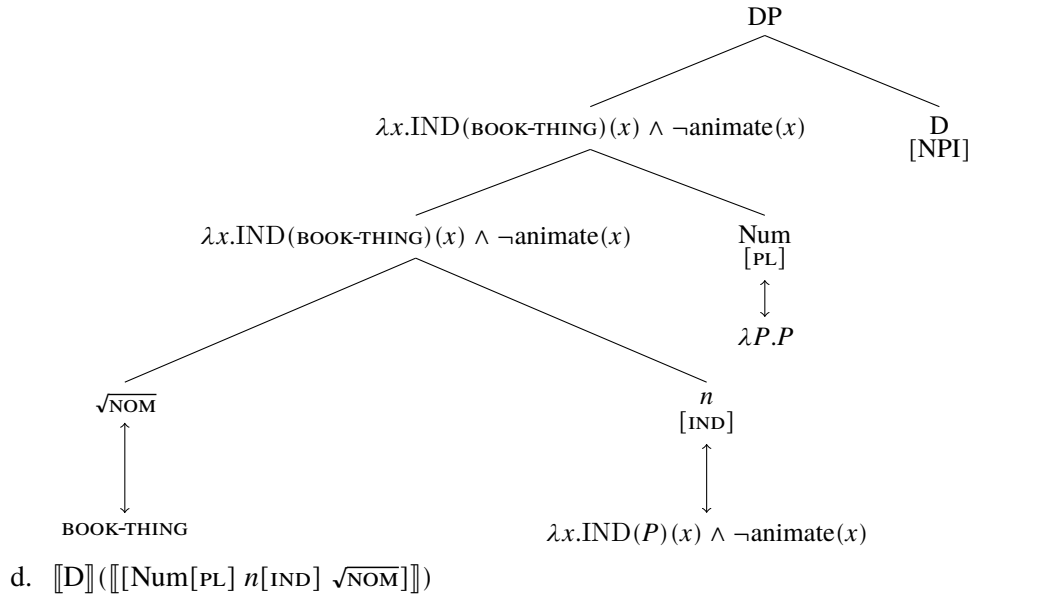 DP
λx.IND(BOOK-THING)(x) ∧ ¬animate(x)
D
[NPI]
λx.IND(BOOK-THING)(x) ∧ ¬animate(x)
Num
[PL]
λP.P
√NOM
n
[IND]
BOOK-THING
λx.IND(P)(x) ∧ ¬animate(x)
d. ⟦D⟧(⟦[Num[PL] n[IND] √NOM]⟧)